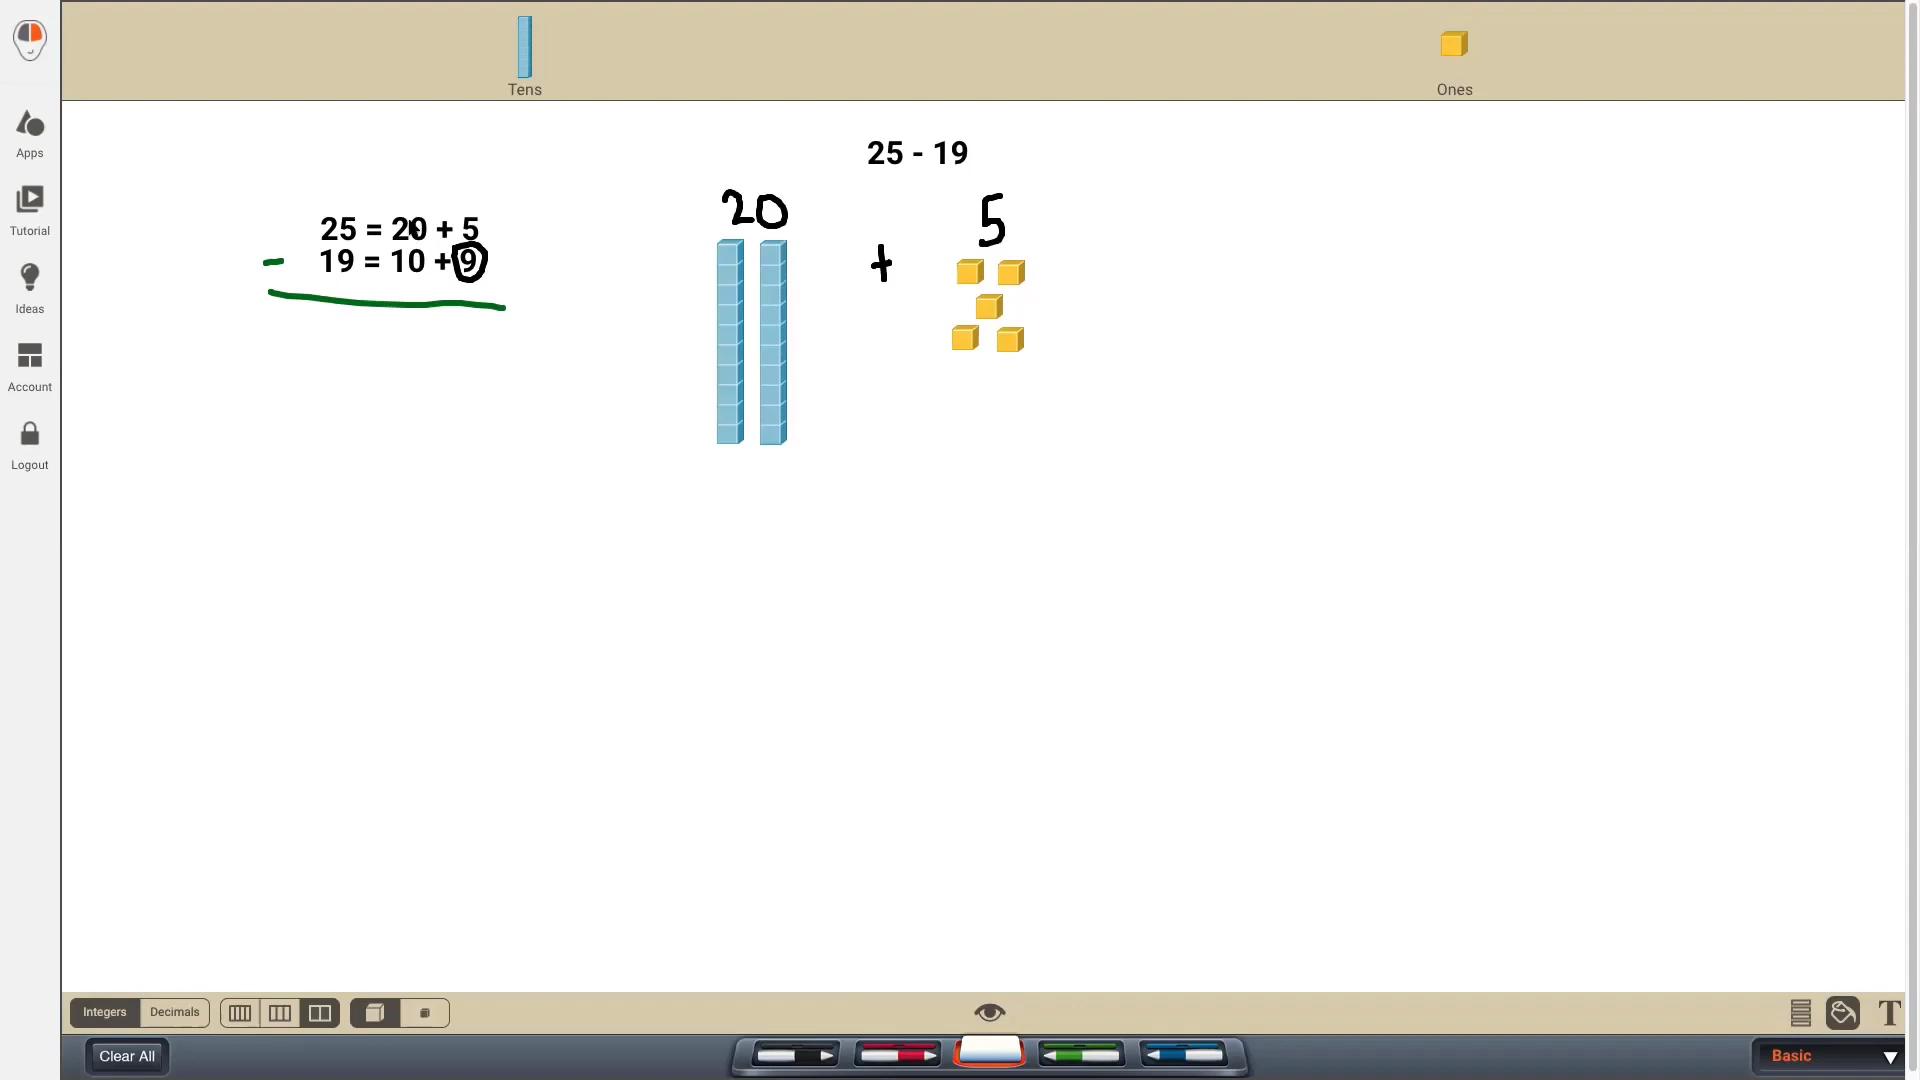 Tens
Ones
25 - 19
20
5
25 = 20 + 5
+
- 19 = 10 + 9
Apps
Tutorial
Ideas
Account
Logout
Integers
Decimals
T
Clear All
Basic